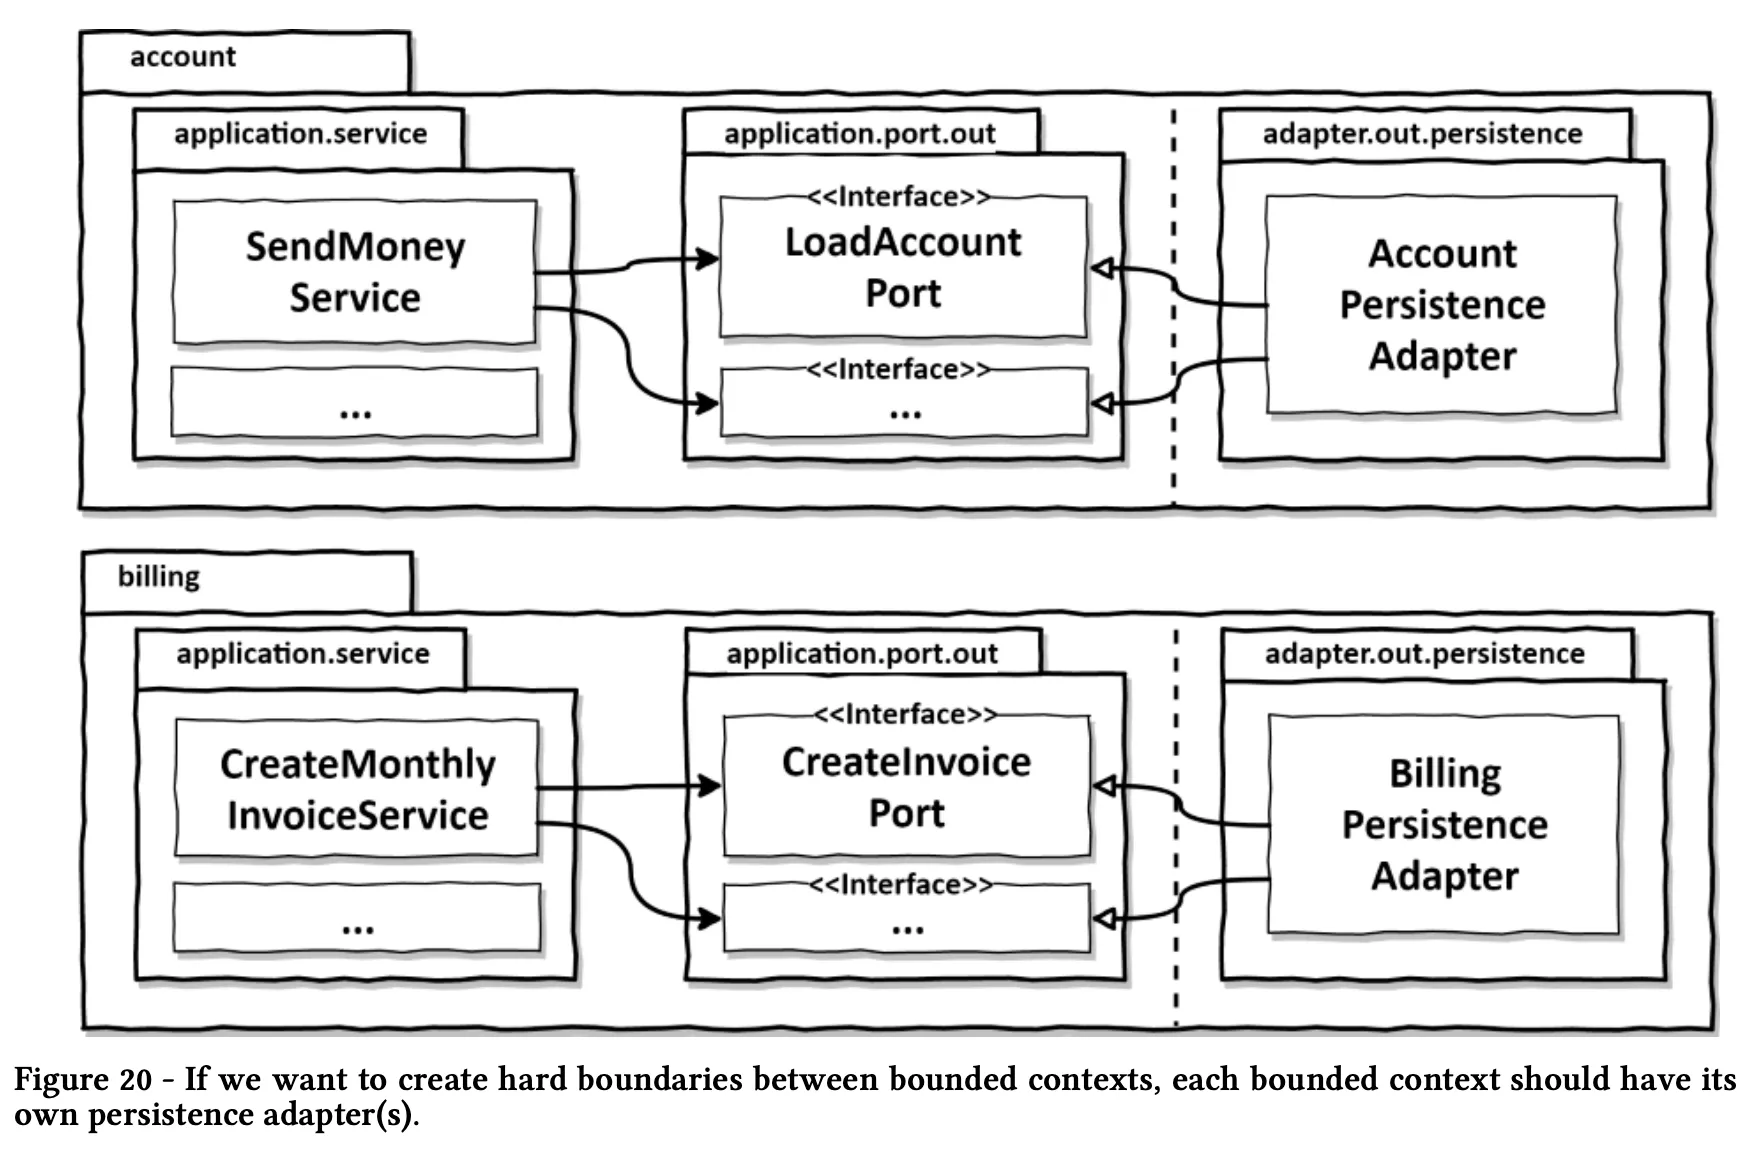 account
application.service
application.port.out
adapter.out.persistence
SendMoney
Service
...
<<Interface>>
LoadAccount
Port
<<Interface>>
...
Account
Persistence
Adapter
billing
application.service
application.port.out
adapter.out.persistence
CreateMonthly
InvoiceService
...
<<Interface>>
CreateInvoice
Port
<<Interface>>
...
Billing
Persistence
Adapter
Figure 20 - If we want to create hard boundaries between bounded contexts, each bounded context should have its
own persistence adapter(s).